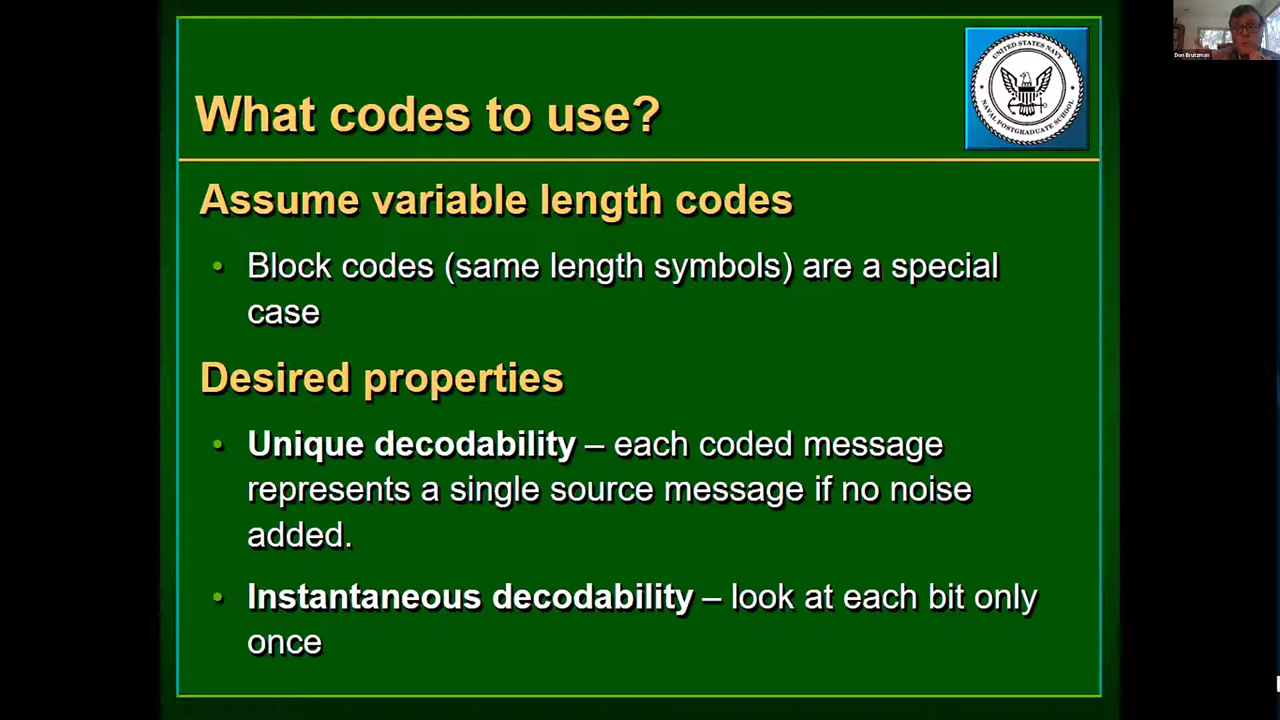 What codes to use?
UNITED STATES NAVY
NAVAL POSTGRADUATE SCHOOL
Don Brutzman
Assume variable length codes
• Block codes (same length symbols) are a special
case
Desired properties
• Unique decodability – each coded message
represents a single source message if no noise
added.
• Instantaneous decodability – look at each bit only
once